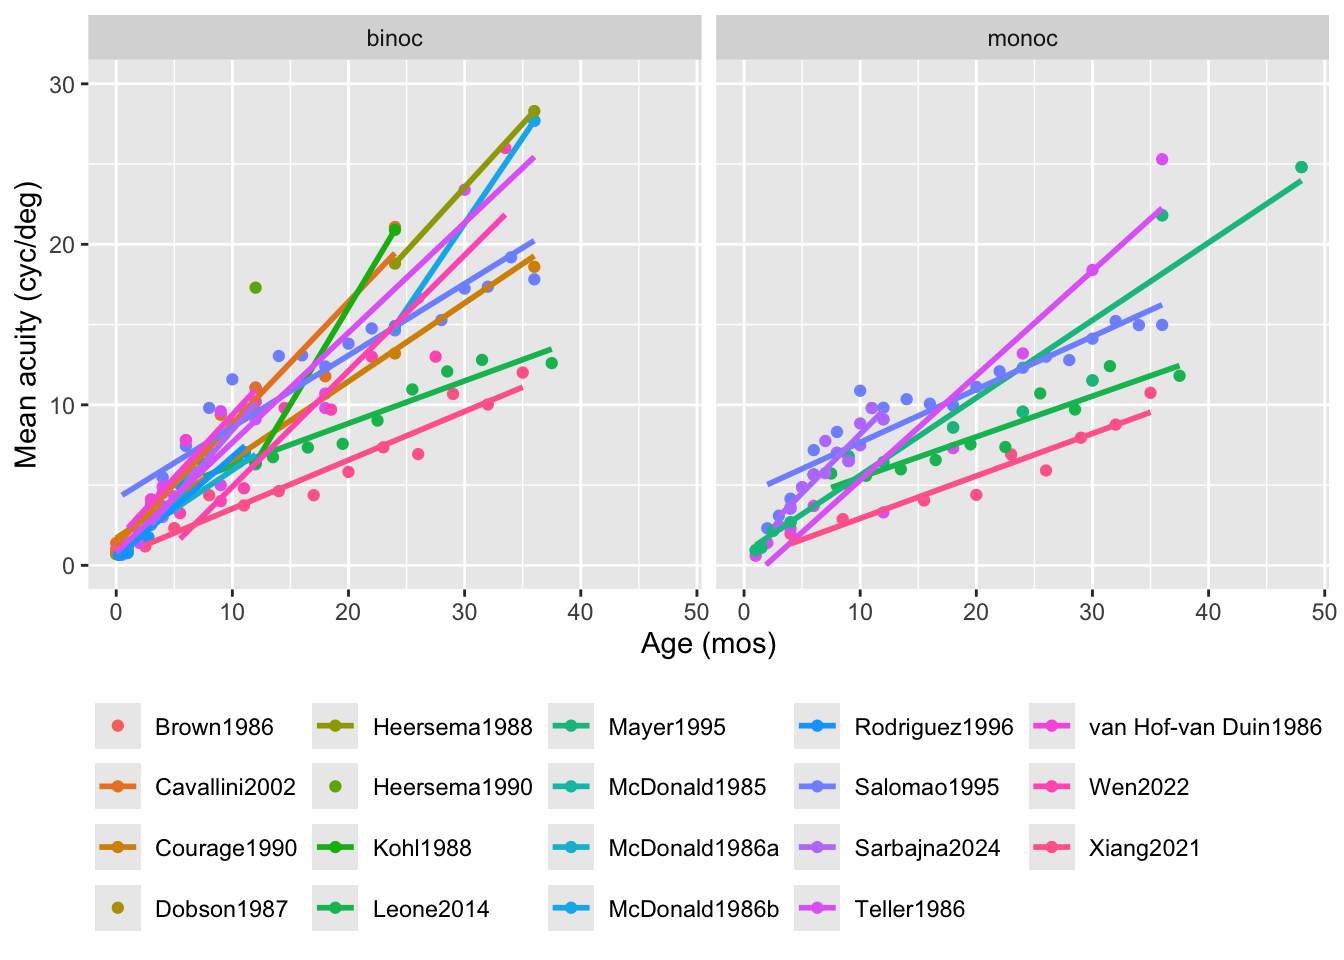 binoc monoc
30
20
10
0
Mean acuity (cyc/deg)
0 10 20 30 40 50 0 10 20 30 40 50
Age (mos)
Brown1986 Heersema1988 Mayer1995 Rodriguez1996 van Hof-van Duin1986
Cavallini2002 Heersema1990 McDonald1985 Salomao1995 Wen2022
Courage1990 Kohl1988 McDonald1986a Sarbajna2024 Xiang2021
Dobson1987 Leone2014 McDonald1986b Teller1986